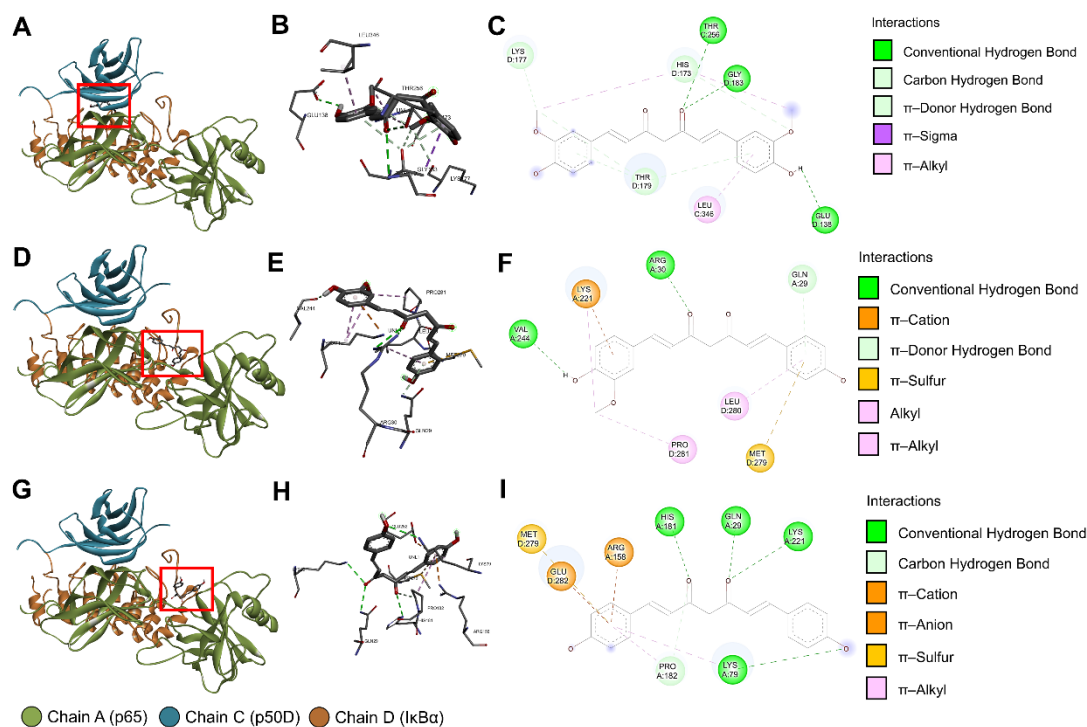 A
B
LEU346
THR256
GLU138
C
THR
C:256
LYS
D:177
HIS
D:173
GLY
D:183
THR
D:179
LEU
C:346
GLU
D:138
H
Interactions
Conventional Hydrogen Bond
Carbon Hydrogen Bond
π–Donor Hydrogen Bond
π–Sigma
π–Alkyl
D
E
PRO281
ARG30
GLN29
F
ARG
A:30
GLN
A:29
LYS
A:221
VAL
A:244
H
LEU
D:280
PRO
D:281
MET
D:279
Interactions
Conventional Hydrogen Bond
π–Cation
π–Donor Hydrogen Bond
π–Sulfur
Alkyl
π–Alkyl
G
H
I
HIS
A:181
GLN
A:29
LYS
A:221
MET
D:279
ARG
A:158
GLU
D:282
PRO
A:182
LYS
A:79
Interactions
Conventional Hydrogen Bond
Carbon Hydrogen Bond
π–Cation
π–Anion
π–Sulfur
π–Alkyl
Chain A (p65) Chain C (p50D) Chain D (IκBα)